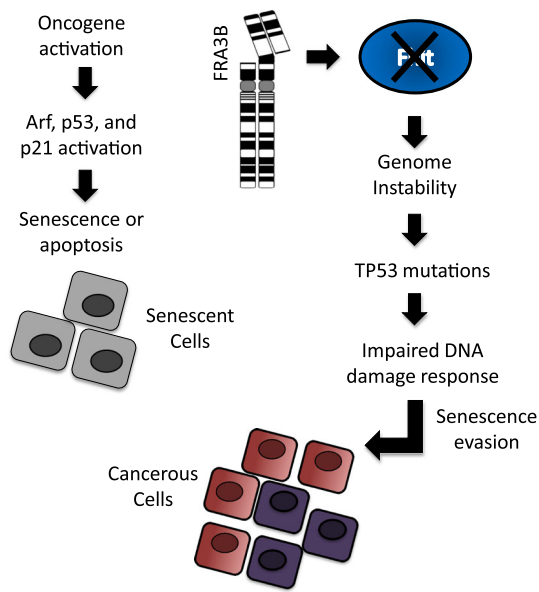 Oncogene
activation
Arf, p53, and
p21 activation
Senescence or
apoptosis
Senescent
Cells
FRA3B
Genome
Instability
TP53 mutations
Impaired DNA
damage response
Senescence
evasion
Cancerous
Cells